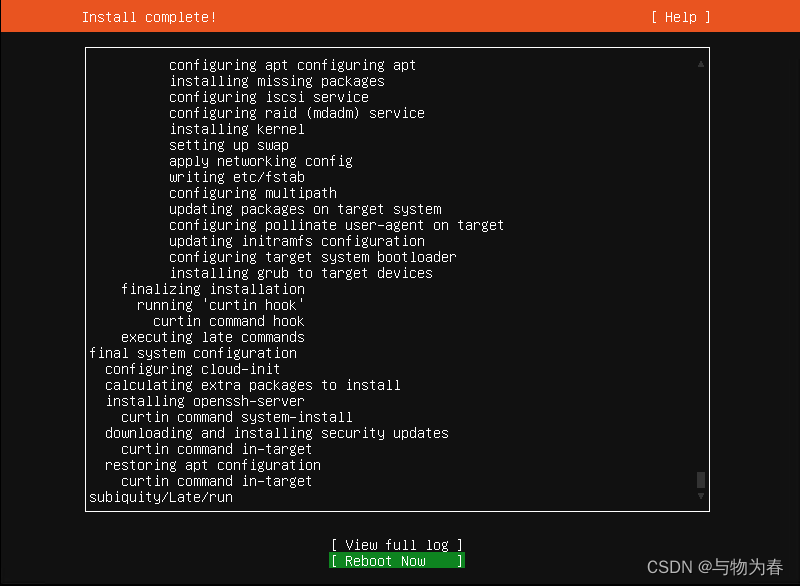 Install complete!
[ Help ]
configuring apt configuring apt
installing missing packages
configuring iscsi service
configuring raid (mdadm) service
installing kernel
setting up swap
apply networking config
writing etc/fstab
configuring multipath
updating packages on target system
configuring pollinate user-agent on target
updating initramfs configuration
configuring target system bootloader
installing grub to target devices
finalizing installation
running 'curtin hook'
curtin command hook
executing late commands
final system configuration
configuring cloud-init
calculating extra packages to install
installing openssh-server
curtin command system-install
downloading and installing security updates
curtin command in-target
restoring apt configuration
curtin command in-target
subiquity/Late/run
[ View full log ]
[ Reboot Now ]
CSDN @与物为春